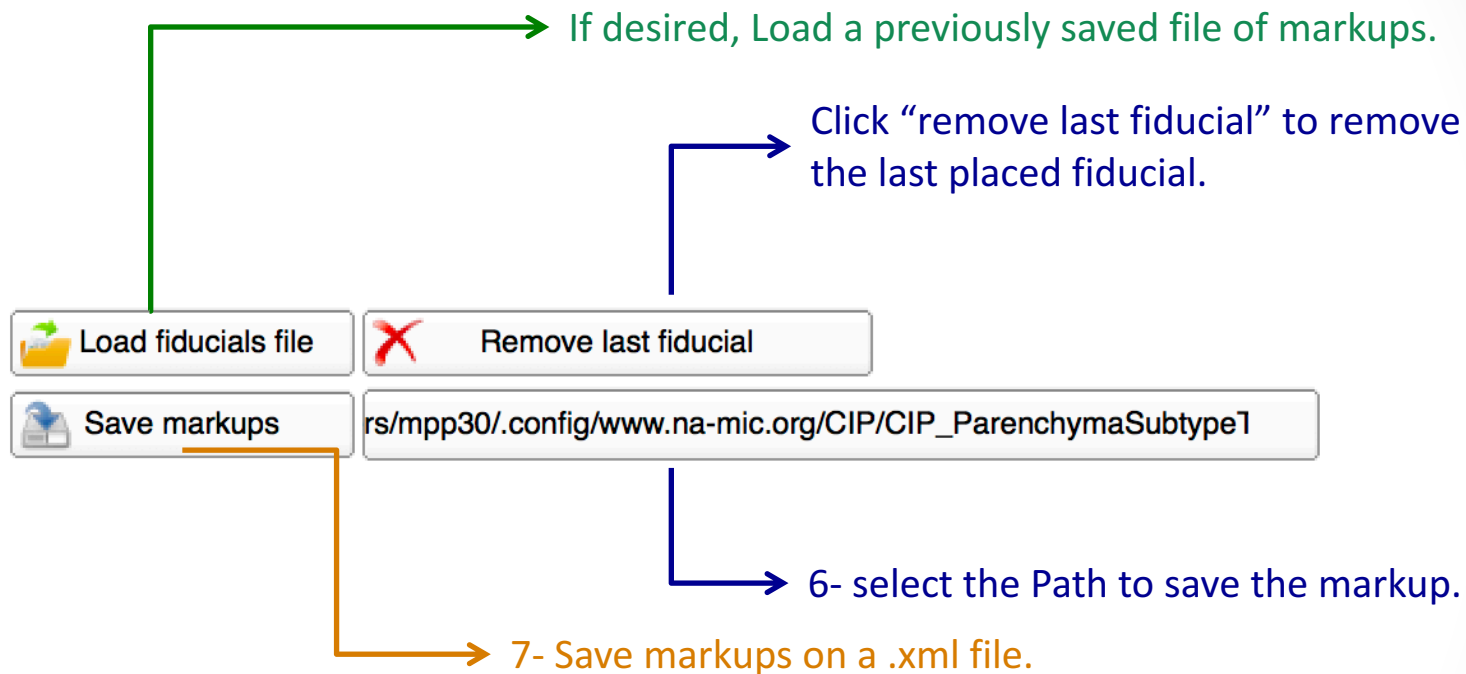 If desired, Load a previously saved file of markups.
Click “remove last fiducial” to remove
the last placed fiducial.
Load fiducials file
Remove last fiducial
Save markups
rs/mpp30/.config/www.na-mic.org/CIP/CIP_ParenchymaSubtypeT
6- select the Path to save the markup.
7- Save markups on a .xml file.